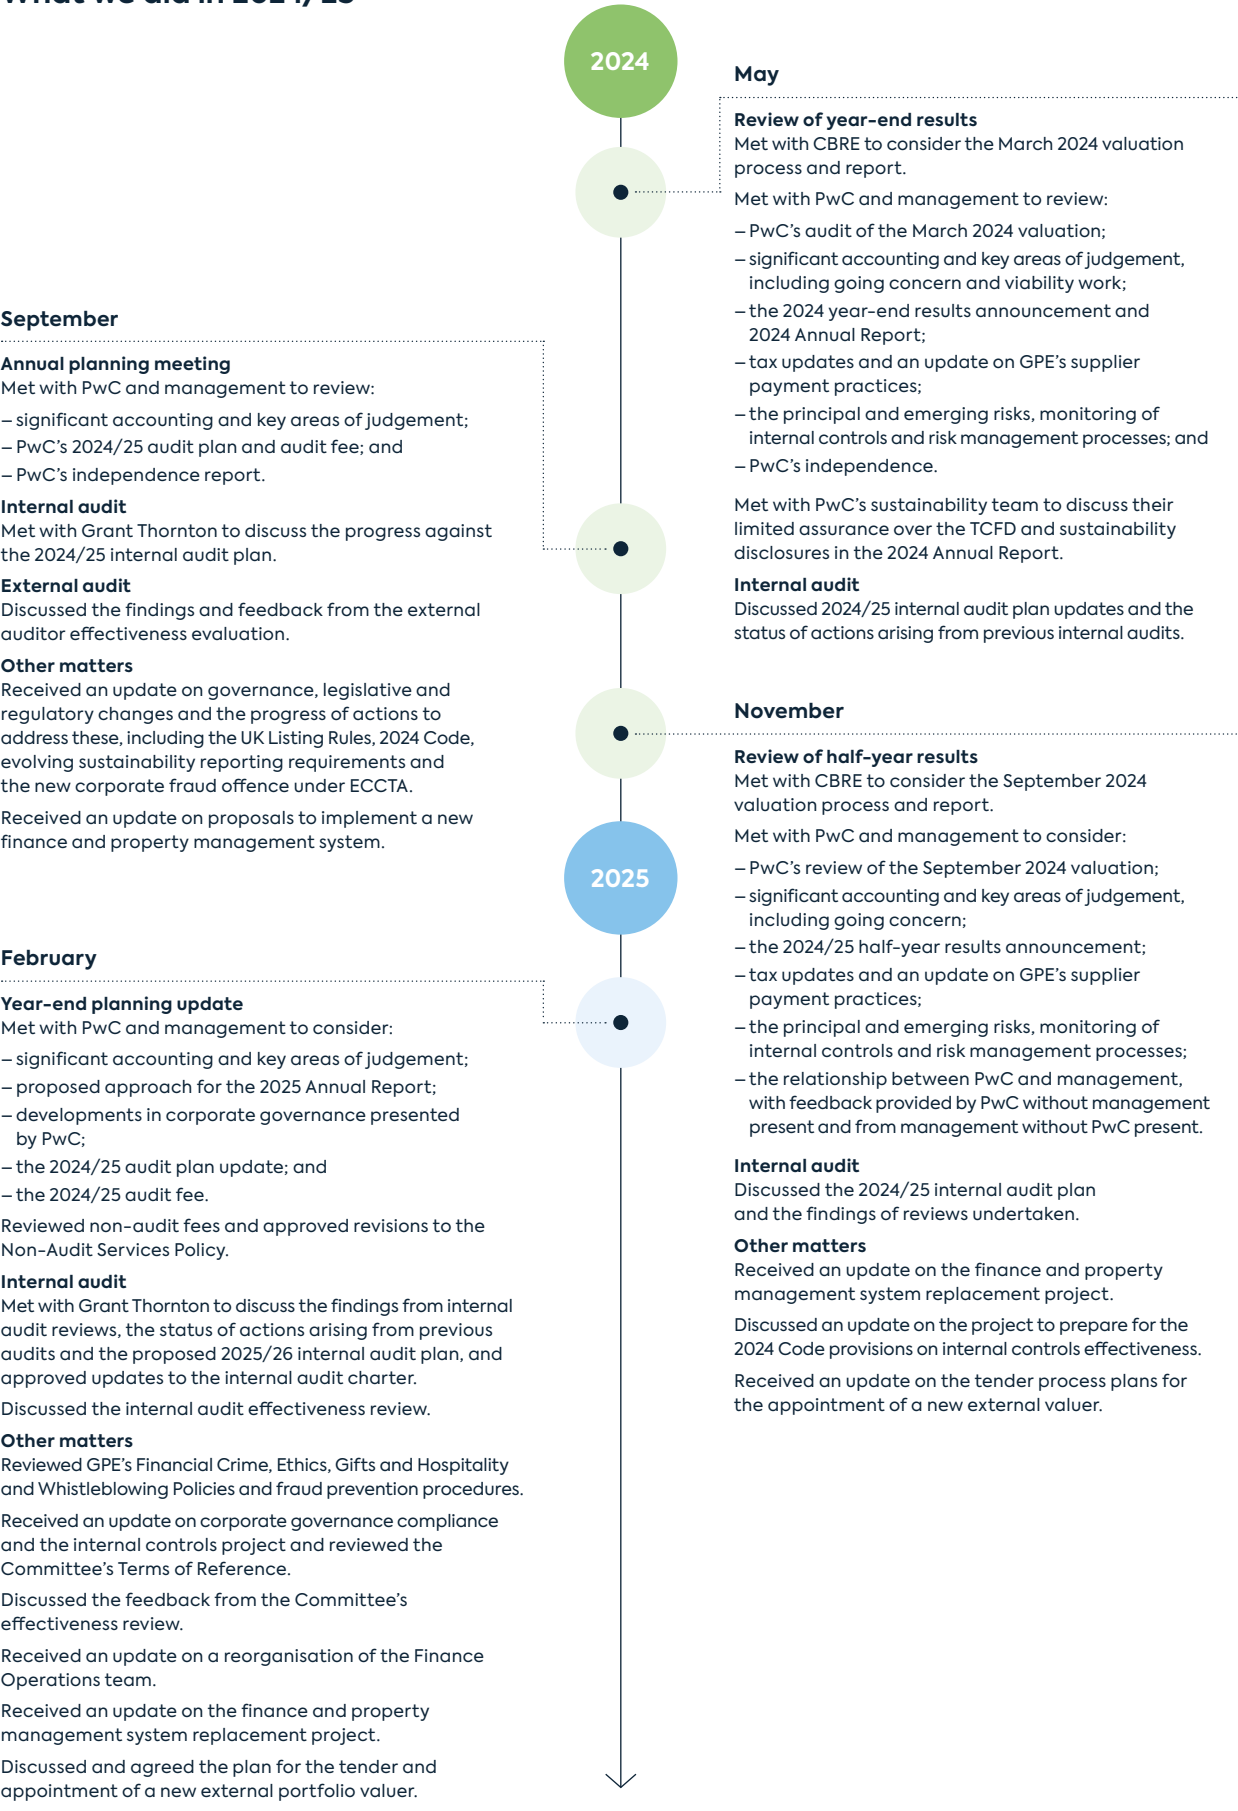 What we did in 2024/25
2024
May
Review of year-end results
Met with CBRE to consider the March 2024 valuation
process and report.
Met with PwC and management to review:
– PwC’s audit of the March 2024 valuation;
– significant accounting and key areas of judgement,
including going concern and viability work;
– the 2024 year-end results announcement and
2024 Annual Report;
– tax updates and an update on GPE’s supplier
payment practices;
– the principal and emerging risks, monitoring of
internal controls and risk management processes; and
– PwC’s independence.
Met with PwC’s sustainability team to discuss their
limited assurance over the TCFD and sustainability
disclosures in the 2024 Annual Report.
Internal audit
Discussed 2024/25 internal audit plan updates and the
status of actions arising from previous internal audits.
September
Annual planning meeting
Met with PwC and management to review:
– significant accounting and key areas of judgement;
– PwC’s 2024/25 audit plan and audit fee; and
– PwC’s independence report.
Internal audit
Met with Grant Thornton to discuss the progress against
the 2024/25 internal audit plan.
External audit
Discussed the findings and feedback from the external
auditor effectiveness evaluation.
Other matters
Received an update on governance, legislative and
regulatory changes and the progress of actions to
address these, including the UK Listing Rules, 2024 Code,
evolving sustainability reporting requirements and
the new corporate fraud offence under ECCTA.
Received an update on proposals to implement a new
finance and property management system.
November
Review of half-year results
Met with CBRE to consider the September 2024
valuation process and report.
Met with PwC and management to consider:
– PwC’s review of the September 2024 valuation;
– significant accounting and key areas of judgement,
including going concern;
– the 2024/25 half-year results announcement;
– tax updates and an update on GPE’s supplier
payment practices;
– the principal and emerging risks, monitoring of
internal controls and risk management processes;
– the relationship between PwC and management,
with feedback provided by PwC without management
present and from management without PwC present.
Internal audit
Discussed the 2024/25 internal audit plan
and the findings of reviews undertaken.
Other matters
Received an update on the finance and property
management system replacement project.
Discussed an update on the project to prepare for the
2024 Code provisions on internal controls effectiveness.
Received an update on the tender process plans for
the appointment of a new external valuer.
2025
February
Year-end planning update
Met with PwC and management to consider:
– significant accounting and key areas of judgement;
– proposed approach for the 2025 Annual Report;
– developments in corporate governance presented
by PwC;
– the 2024/25 audit plan update; and
– the 2024/25 audit fee.
Reviewed non-audit fees and approved revisions to the
Non-Audit Services Policy.
Internal audit
Met with Grant Thornton to discuss the findings from internal
audit reviews, the status of actions arising from previous
audits and the proposed 2025/26 internal audit plan, and
approved updates to the internal audit charter.
Discussed the internal audit effectiveness review.
Other matters
Reviewed GPE’s Financial Crime, Ethics, Gifts and Hospitality
and Whistleblowing Policies and fraud prevention procedures.
Received an update on corporate governance compliance
and the internal controls project and reviewed the
Committee’s Terms of Reference.
Discussed the feedback from the Committee’s
effectiveness review.
Received an update on a reorganisation of the Finance
Operations team.
Received an update on the finance and property
management system replacement project.
Discussed and agreed the plan for the tender and
appointment of a new external portfolio valuer.